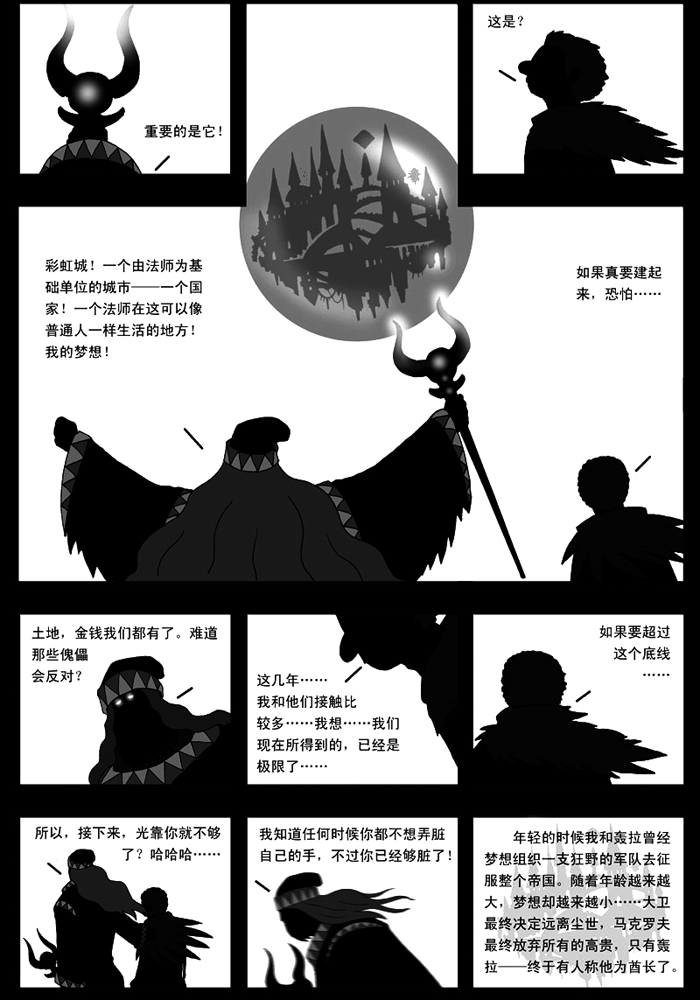 重要的是它！
这是？
彩虹城！一个由法师为基
础单位的城市——一个国
家！一个法师在这可以像
普通人一样生活的地方！
我的梦想！
如果真要建起
来，恐怕……
土地，金钱我们都有了。难道
那些傀儡
会反对？
这几年……
我和他们接触比
较多……我想……我们
现在所得到的，已经是
极限了……
如果要超过
这个底线
……
所以，接下来，光靠你就不够
了？哈哈哈……
我知道任何时候你都不想弄脏
自己的手，不过你已经够脏了！
年轻的时候我和轰拉曾经
梦想组织一支狂野的军队去征
服整个帝国。随着年龄越来越
大，梦想却越来越小……大卫
最终决定远离尘世，马克罗夫
最终放弃所有的高贵，只有轰
拉——终于有人称他为酋长了。